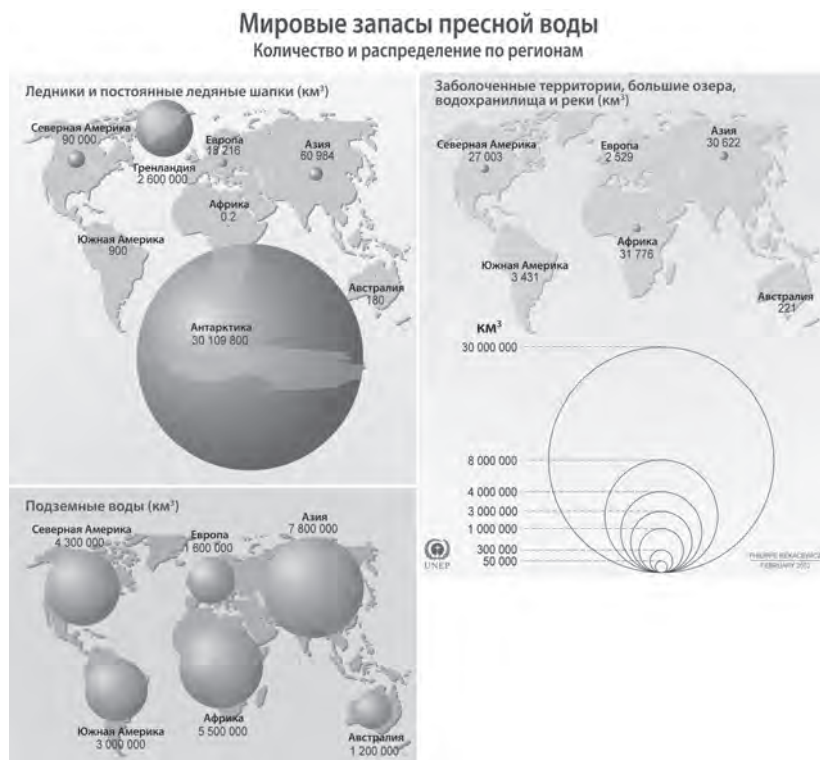 Мировые запасы пресной воды
Количество и распределение по регионам
Ледники и постоянные ледяные шапки (км³)
Северная Америка
90 000
Гренландия
2 600 000
Европа
18 216
Азия
60 984
Африка
0.2
Южная Америка
900
Австралия
180
Антарктика
30 109 800
Заболоченные территории, большие озера,
водохранилища и реки (км³)
Северная Америка
27 003
Европа
2 529
Азия
30 622
Африка
31 776
Южная Америка
3 431
Австралия
221
км³
30 000 000
8 000 000
4 000 000
3 000 000
1 000 000
300 000
50 000
UNEP
PHILIPPE REKACEWICZ
FEBRUARY 2002
Подземные воды (км³)
Северная Америка
4 300 000
Европа
1 600 000
Азия
7 800 000
Южная Америка
3 000 000
Африка
5 500 000
Австралия
1 200 000